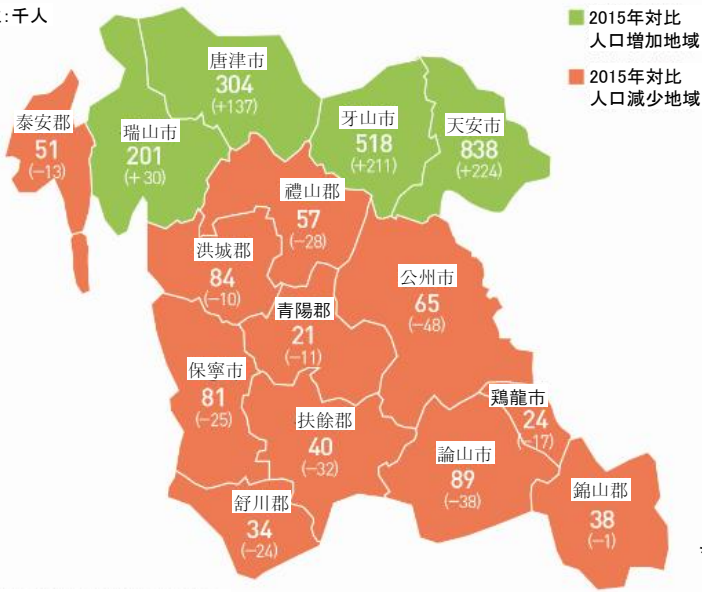 :千人
2015年対比
人口増加地域
2015年対比
人口減少地域
唐津市
304
(+137)
泰安郡
51
(−13)
瑞山市
201
(+30)
牙山市
518
(+211)
天安市
838
(+224)
禮山郡
57
(−28)
洪城郡
84
(−10)
公州市
65
(−48)
青陽郡
21
(−11)
保寧市
81
(−25)
扶餘郡
40
(−32)
鶏龍市
24
(−17)
論山市
89
(−38)
舒川郡
34
(−24)
錦山郡
38
(−1)